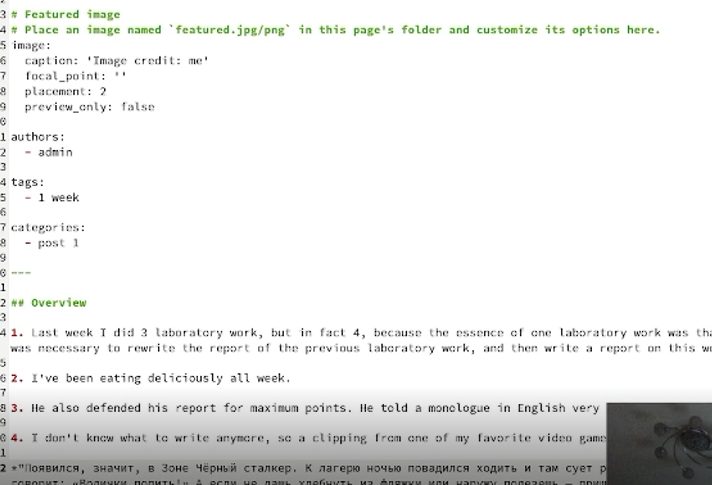 3 # Featured image
4 # Place an image named `featured.jpg/png` in this page's folder and customize its options here.
5 image:
6 caption: 'Image credit: me'
7 focal_point: ''
8 placement: 2
9 preview_only: false
0
1 authors:
2 - admin
3
4 tags:
5 - 1 week
6
7 categories:
8 - post 1
9
0 ---
1
2 ## Overview
3
4 1. Last week I did 3 laboratory work, but in fact 4, because the essence of one laboratory work was
was necessary to rewrite the report of the previous laboratory work, and then write a report on this
5
6 2. I've been eating deliciously all week.
7
8 3. He also defended his report for maximum points. He told a monologue in English very
9
0 4. I don't know what to write anymore, so a clipping from one of my favorite video game
1
2 *"Появился, значит, в Зоне Чёрный сталкер. К лагерю ночью повадился ходить и там сует
говорит: «Водички попить!» А если не дашь хлебнуть из фляжки или наружу полезешь —